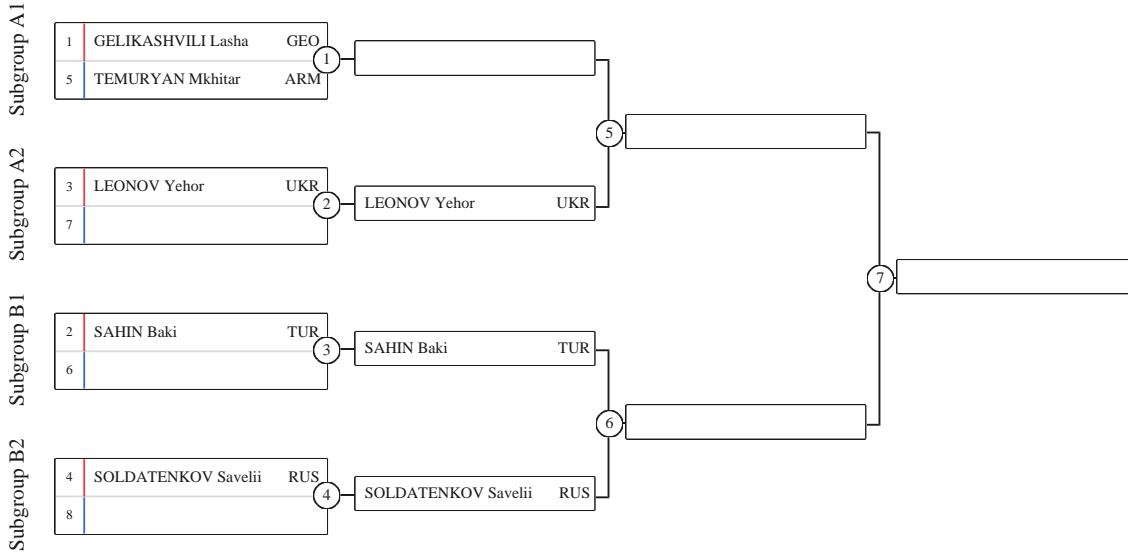 Subgroup A1
1 GELIKASHVILI Lasha GEO
5 TEMURYAN Mkhitar ARM
1
5
Subgroup A2
3 LEONOV Yehor UKR
7
2
LEONOV Yehor UKR
7
Subgroup B1
2 SAHIN Baki TUR
6
3
SAHIN Baki TUR
6
Subgroup B2
4 SOLDATENKOV Savelii RUS
8
4
SOLDATENKOV Savelii RUS